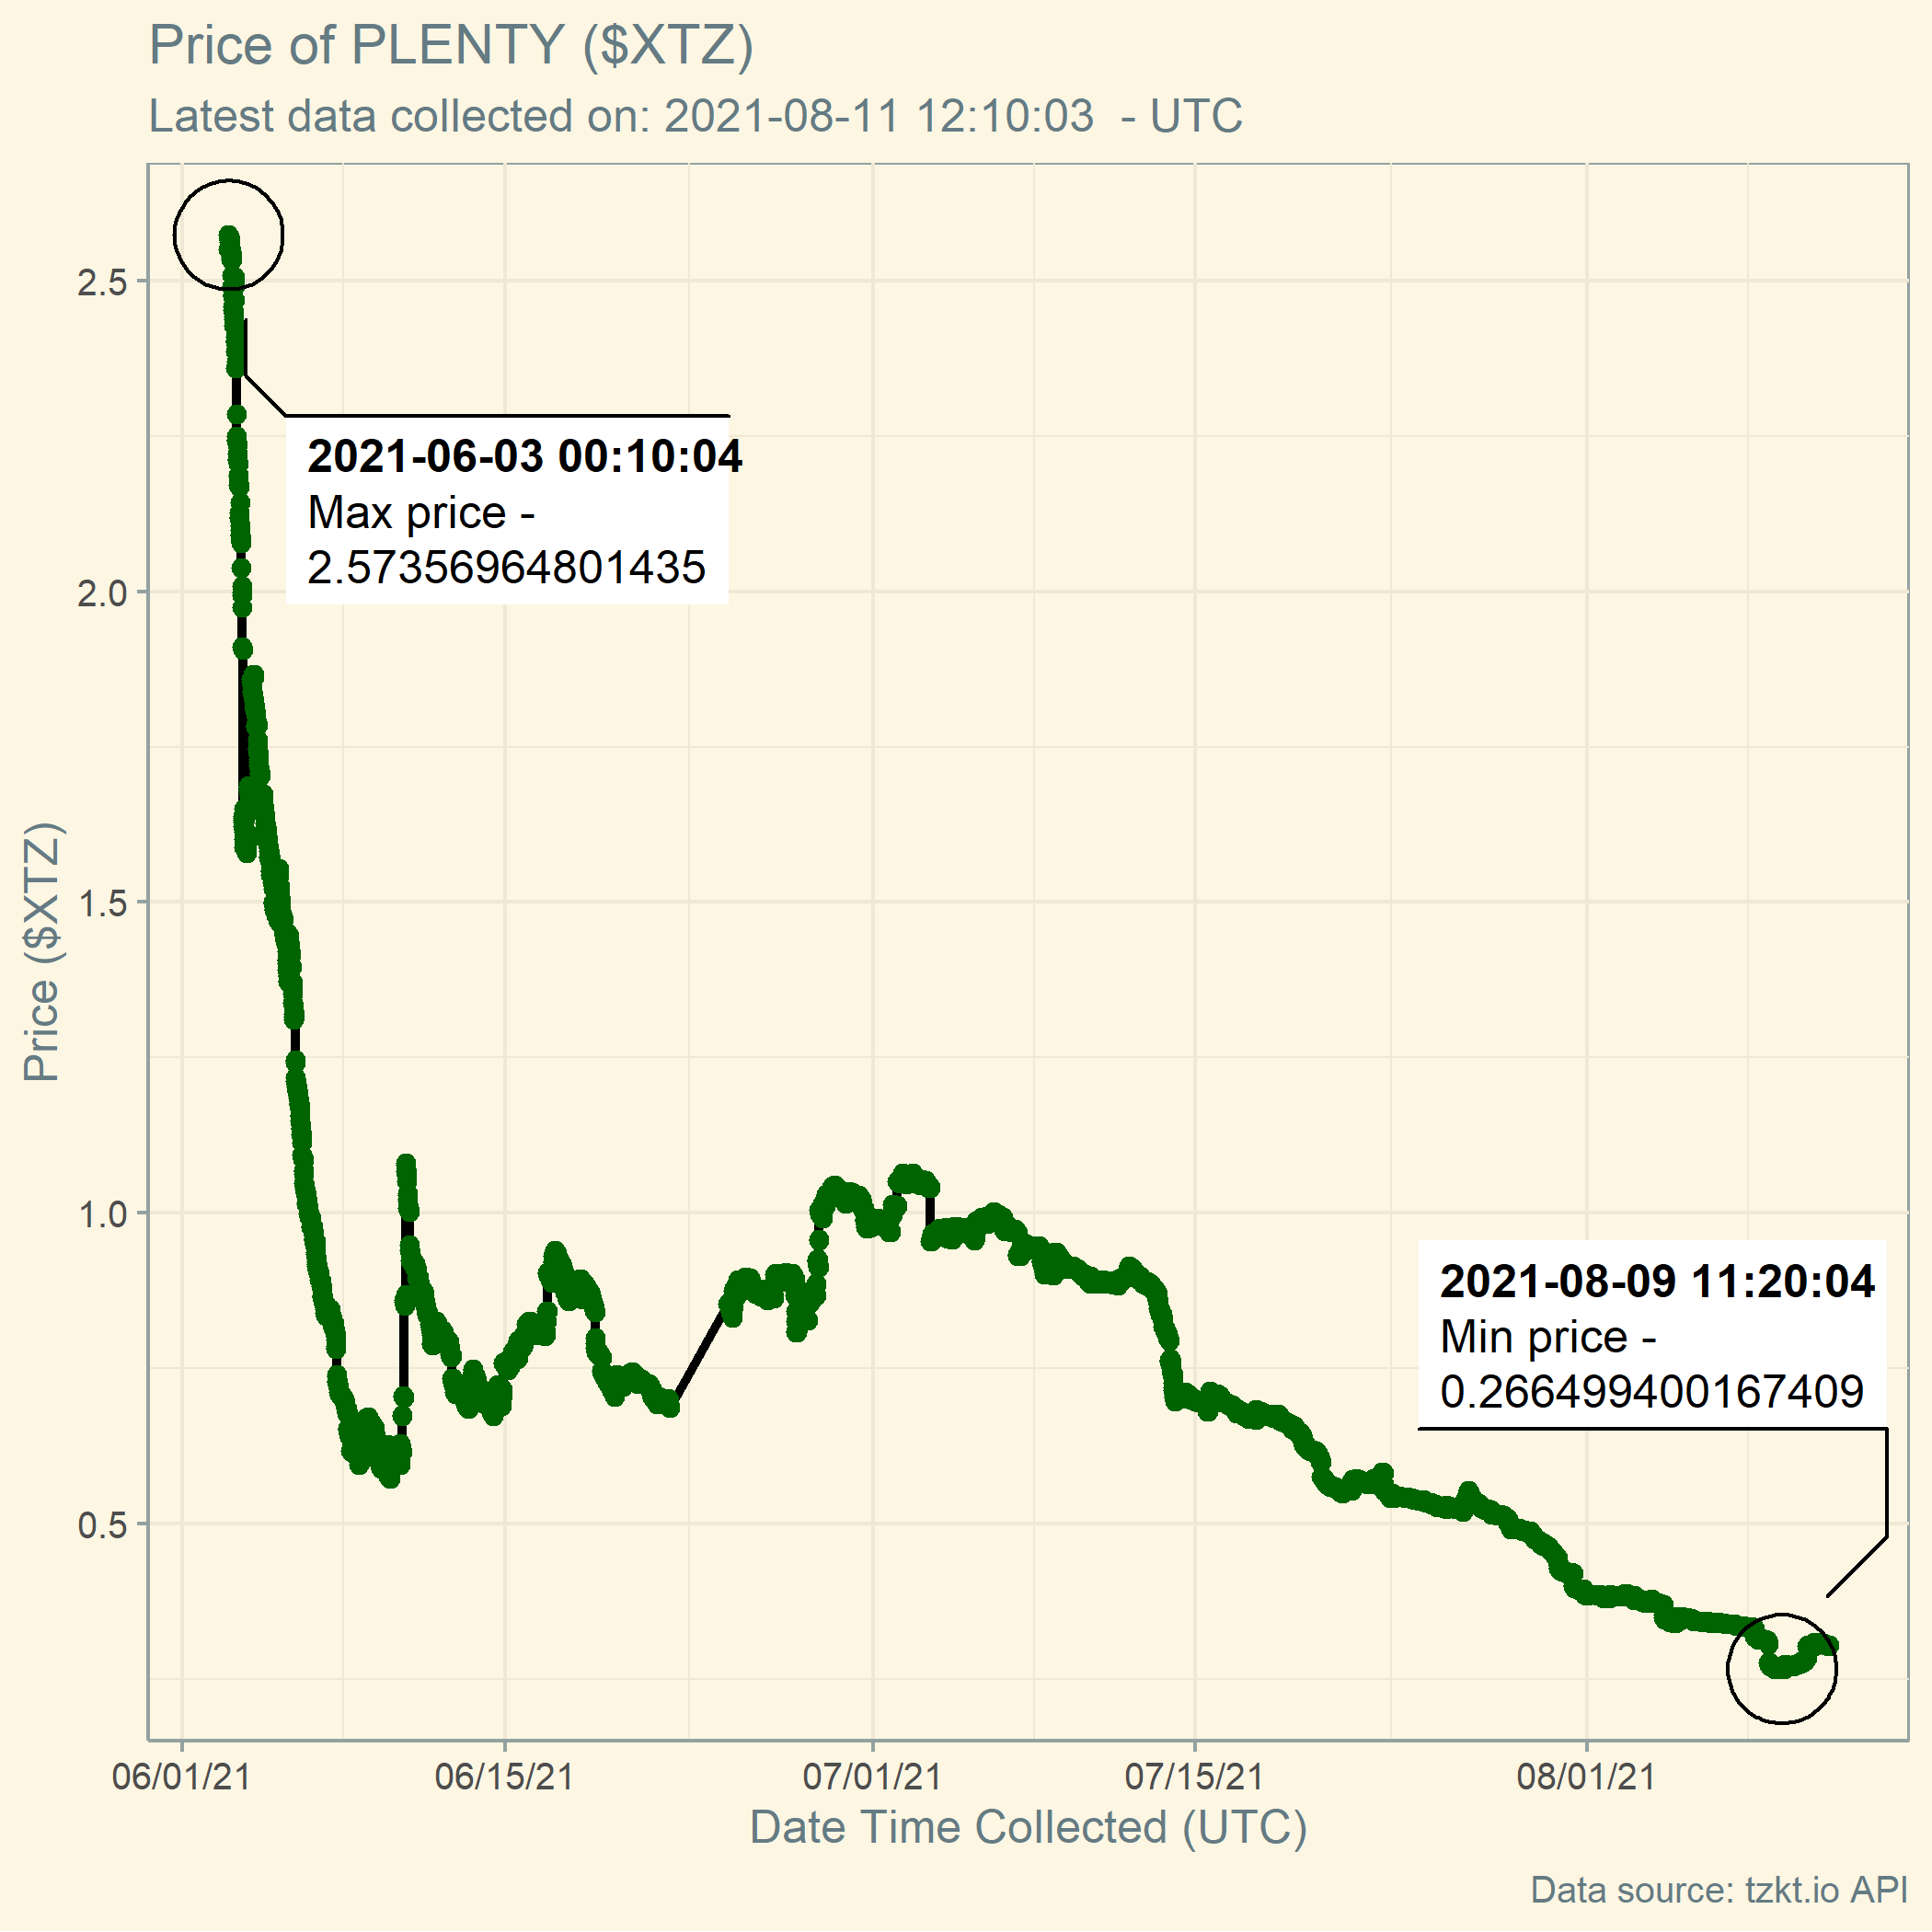 Price of PLENTY ($XTZ)
Latest data collected on: 2021-08-11 12:10:03  - UTC
2.5
2.0
1.5
1.0
0.5
Price ($XTZ)
2021-06-03 00:10:04
Max price -
2.57356964801435
2021-08-09 11:20:04
Min price -
0.266499400167409
06/01/21
06/15/21
07/01/21
07/15/21
08/01/21
Date Time Collected (UTC)
Data source: tzkt.io API